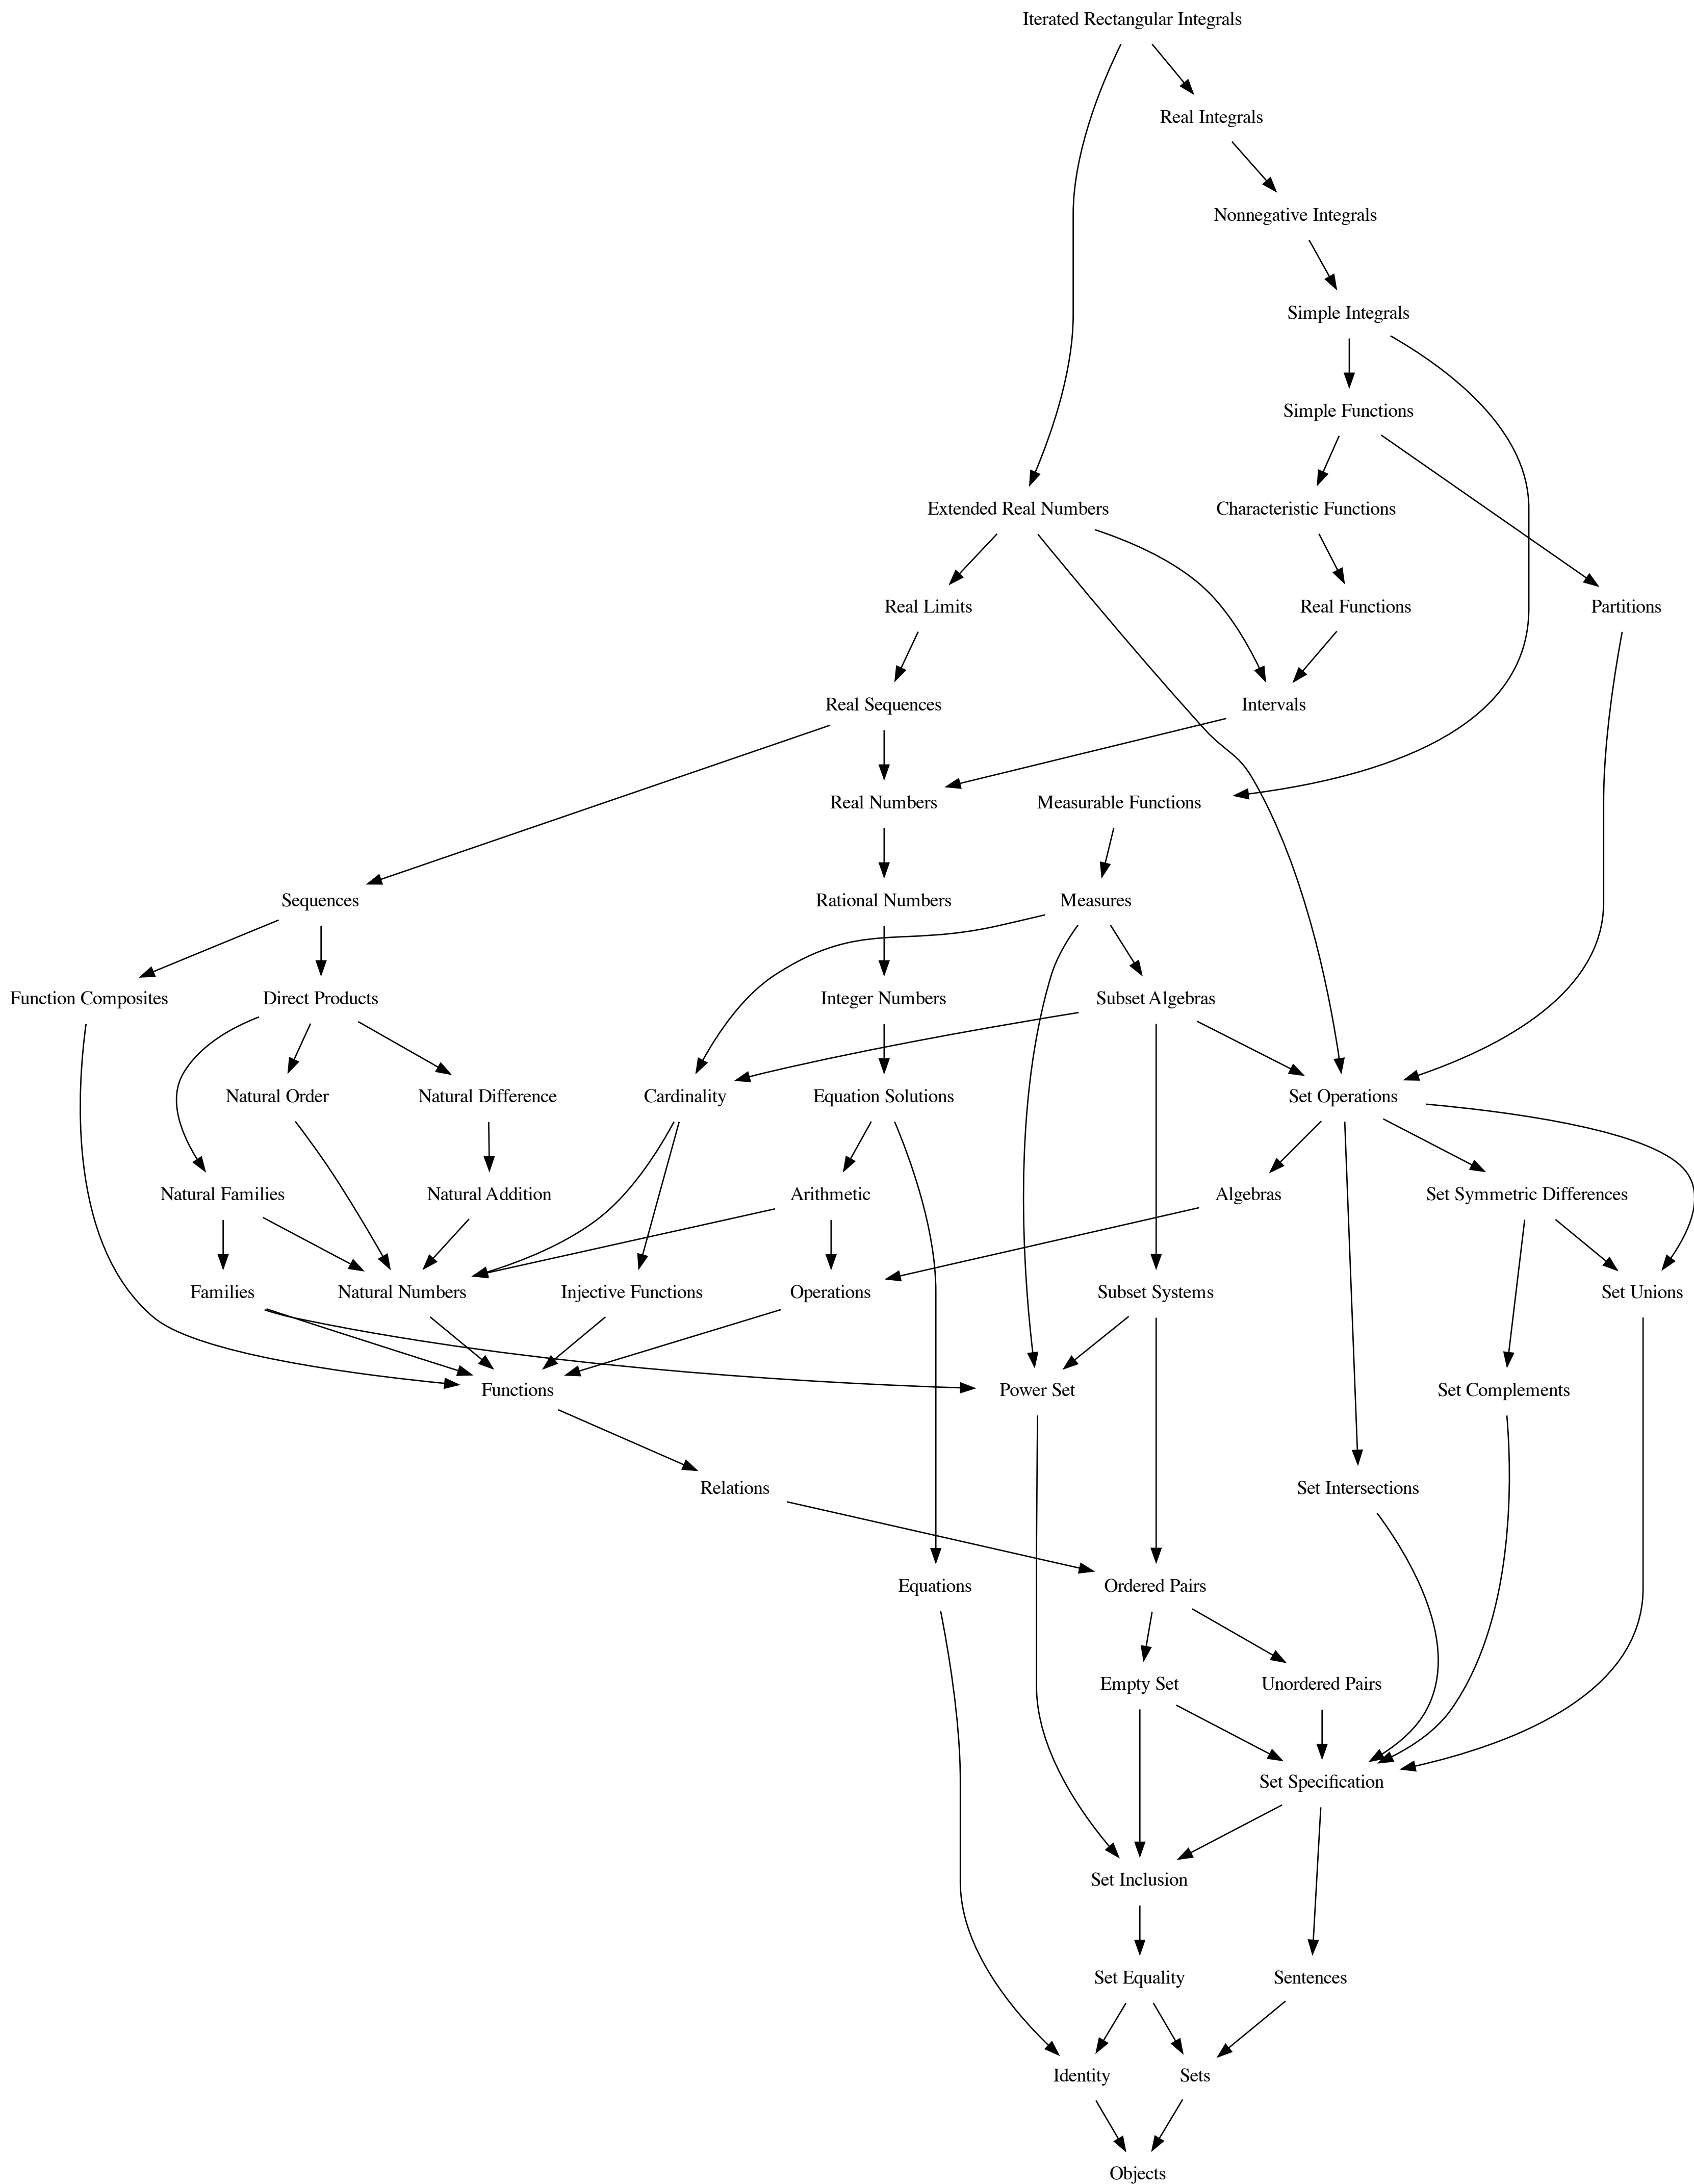 Iterated Rectangular Integrals
Real Integrals
Nonnegative Integrals
Simple Integrals
Simple Functions
Extended Real Numbers
Characteristic Functions
Real Limits
Real Functions
Partitions
Real Sequences
Intervals
Real Numbers
Measurable Functions
Sequences
Rational Numbers
Measures
Function Composites
Direct Products
Integer Numbers
Subset Algebras
Natural Order
Natural Difference
Cardinality
Equation Solutions
Set Operations
Natural Families
Natural Addition
Arithmetic
Algebras
Set Symmetric Differences
Families
Natural Numbers
Injective Functions
Operations
Subset Systems
Set Unions
Functions
Power Set
Set Complements
Relations
Set Intersections
Equations
Ordered Pairs
Empty Set
Unordered Pairs
Set Specification
Set Inclusion
Set Equality
Sentences
Identity
Sets
Objects